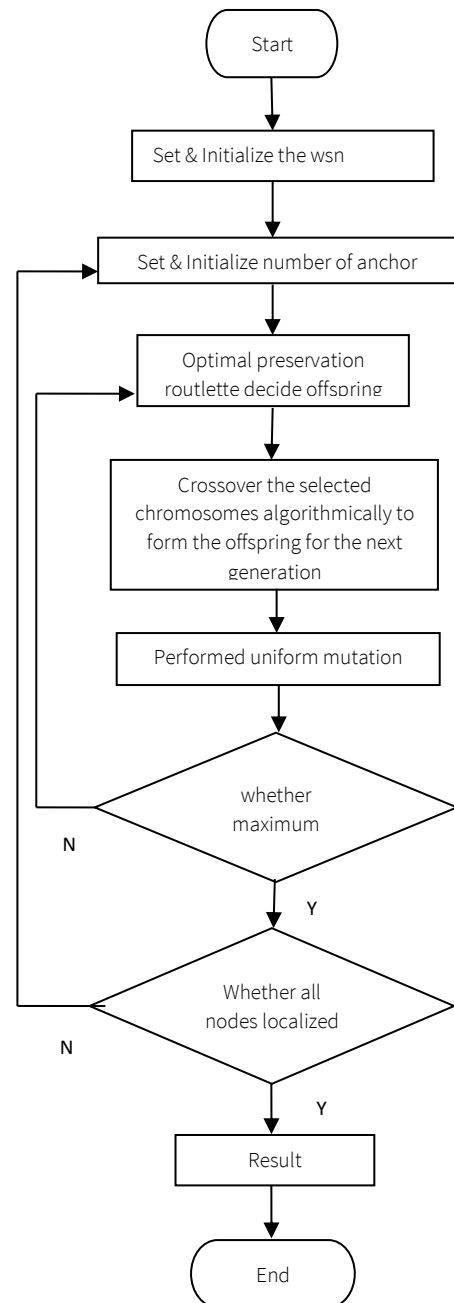 Start
Set & Initialize the wsn
Set & Initialize number of anchor
Optimal preservation
routlette decide offspring
Crossover the selected
chromosomes algorithmically to
form the offspring for the next
generation
Performed uniform mutation
whether
maximum
N
Y
Whether all
nodes localized
N
Y
Result
End